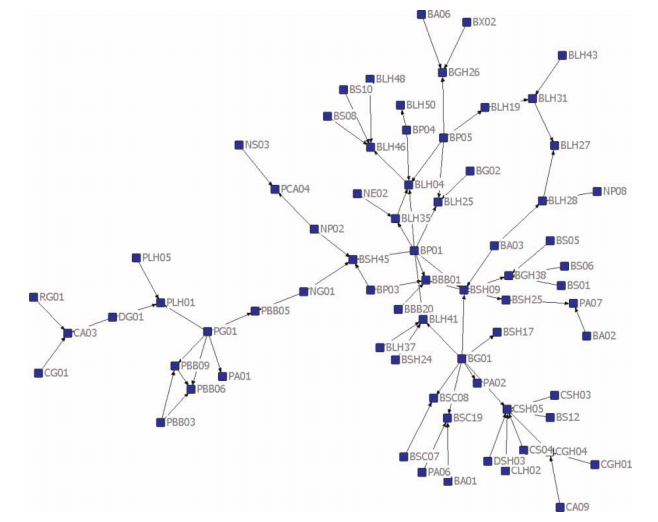 BA06
BX02
BLH43
BGH26
BLH48
BS10
BLH31
BLH50
BLH19
BS08
BP04
BP05
BLH46
NS03
BLH27
BG02
BLH04
PCA04
NP08
NE02
BLH25
BLH28
BLH35
NP02
BS05
BA03
BP01
PLH05
BSH45
BS06
BGH38
BBB01
BS01
BP03
BSH09
NG01
RG01
PLH01
BSH25
PA07
BBB20
PBB05
DG01
BLH41
CA03
PG01
BSH17
BA02
BLH37
BSH24
BG01
PBB09
CG01
PA01
PA02
PBB06
CSH03
BSC08
CSH05
BS12
BSC19
PBB03
CS04
CGH04
BSC07
DSH03
CGH01
CLH02
PA06
BA01
CA09